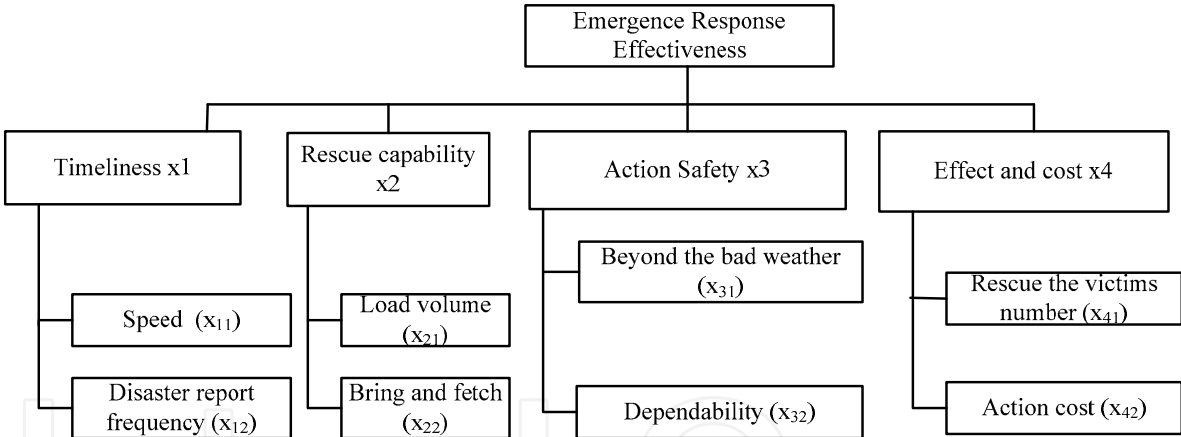 Emergence Response
Effectiveness
Timeliness x1
Rescue capability
x2
Action Safety x3
Effect and cost x4
Speed (x₁₁)
Disaster report
frequency (x₁₂)
Load volume
(x₂₁)
Bring and fetch
(x₂₂)
Beyond the bad weather
(x₃₁)
Dependability (x₃₂)
Rescue the victims
number (x₄₁)
Action cost (x₄₂)